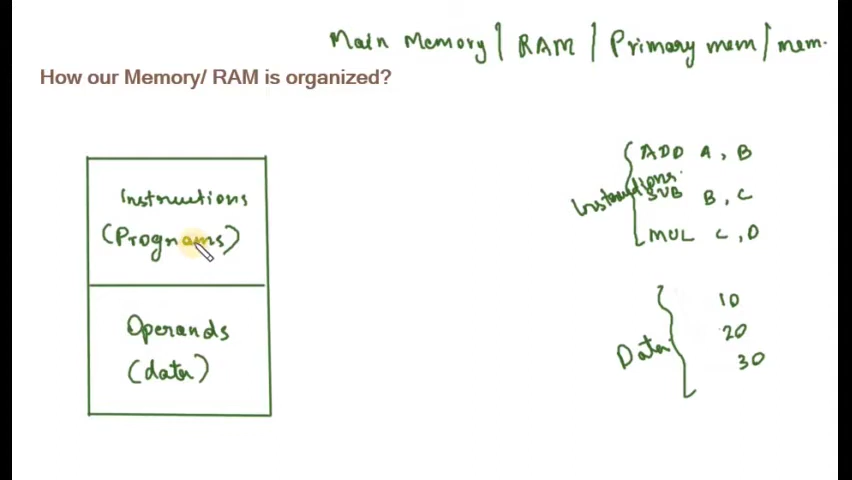 Main Memory / RAM / Primary mem / mem.
How our Memory/ RAM is organized?
Instructions
(Programs)
Operands
(data)
Instructions
ADD A, B
SUB B, C
MUL C, D
Data
10
20
30